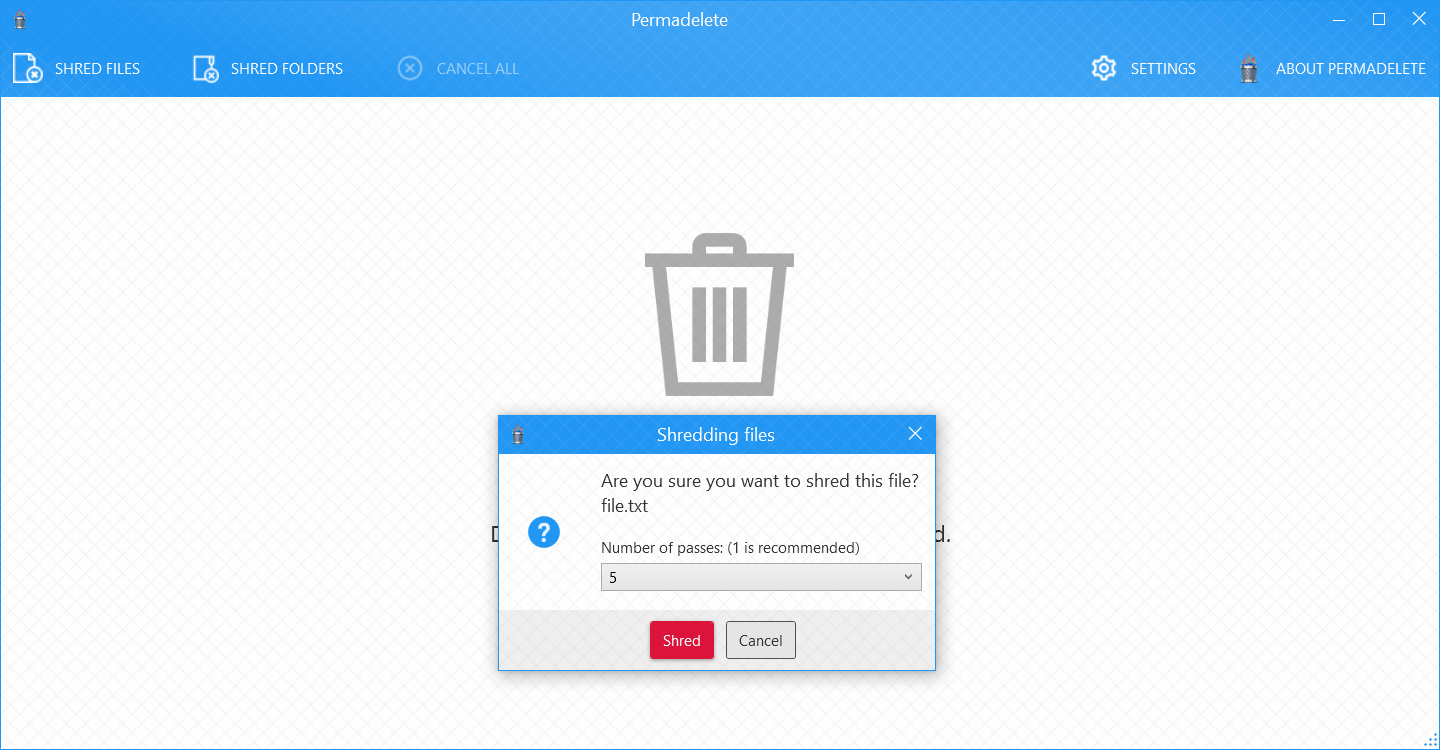 Permadelete
SHRED FILES SHRED FOLDERS CANCEL ALL SETTINGS ABOUT PERMADELETE
Shredding files
Are you sure you want to shred this file?
file.txt
Number of passes: (1 is recommended)
5
Shred Cancel